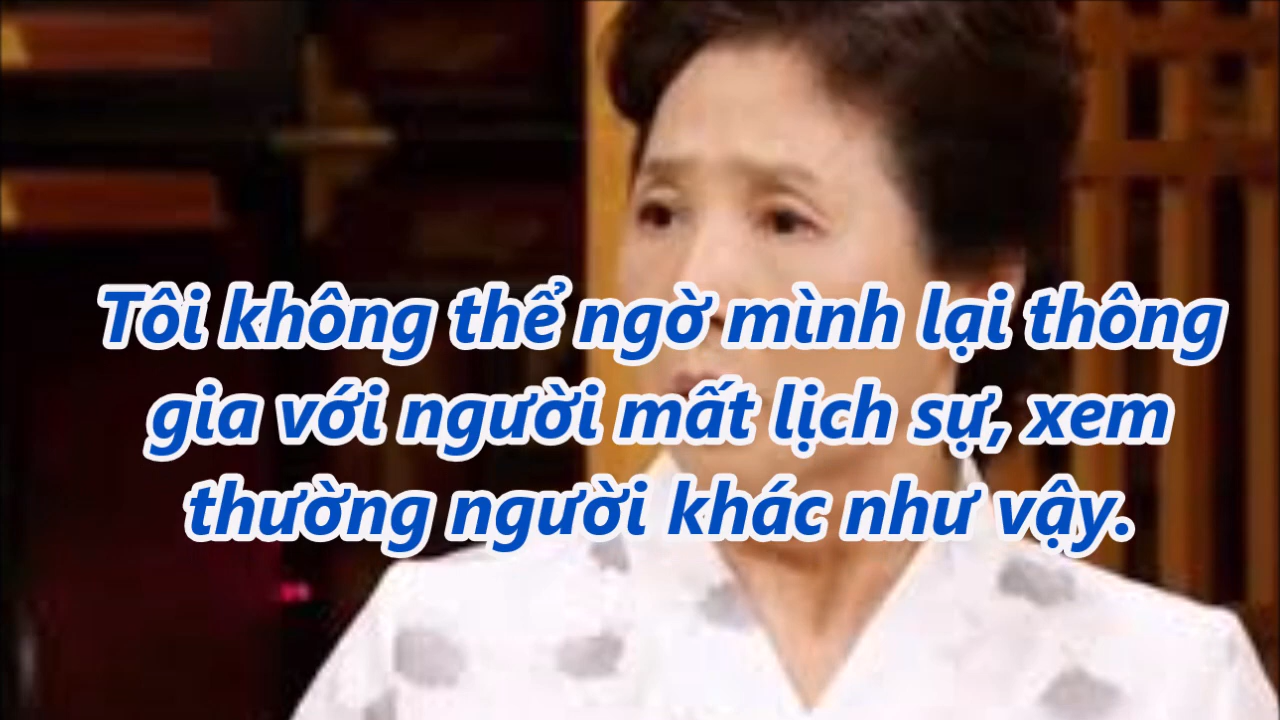 Tôi không thể ngờ mình lại thông
gia với người mất lịch sự, xem
thường người khác như vậy.